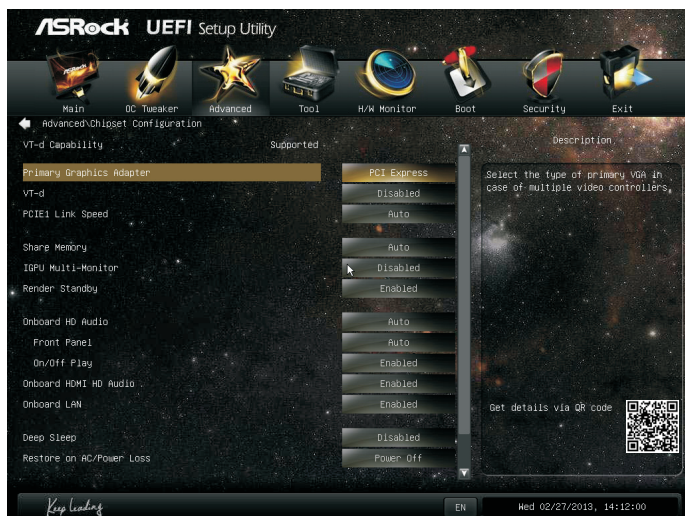 ASRock UEFI Setup Utility
Main OC Tweaker Advanced Tool H/W Monitor Boot Security Exit
Advanced\Chipset Configuration
Description
VT-d Capability Supported
Primary Graphics Adapter PCI Express
Select the type of primary VGA in
case of multiple video controllers.
VT-d Disabled
PCIE1 Link Speed Auto
Share Memory Auto
IGPU Multi-Monitor Disabled
Render Standby Enabled
Onboard HD Audio Auto
Front Panel Auto
On/Off Play Enabled
Onboard HDMI HD Audio Enabled
Onboard LAN Enabled
Get details via QR code
Deep Sleep Disabled
Restore on AC/Power Loss Power Off
Keep Leading
EN
Wed 02/27/2013, 14:12:00